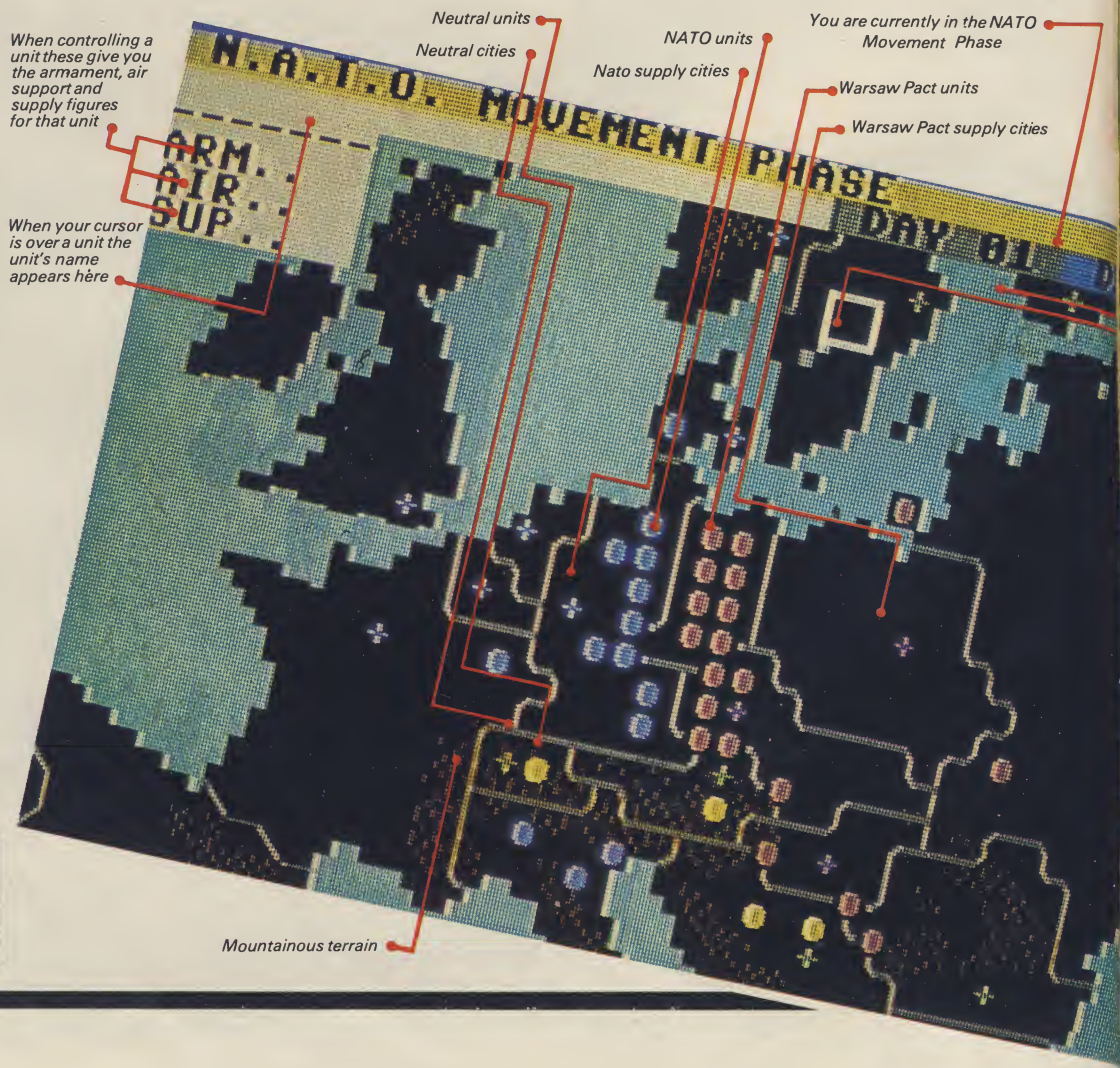 When controlling a
unit these give you
the armament, air
support and
supply figures
for that unit
When your cursor
is over a unit the
unit's name
appears here
Neutral units
Neutral cities
NATO units
Nato supply cities
You are currently in the NATO
Movement Phase
Warsaw Pact units
Warsaw Pact supply cities
N.A.T.O. MOVEMENT PHASE
DAY 01
ARM..
AIR..
SUP..
Mountainous terrain